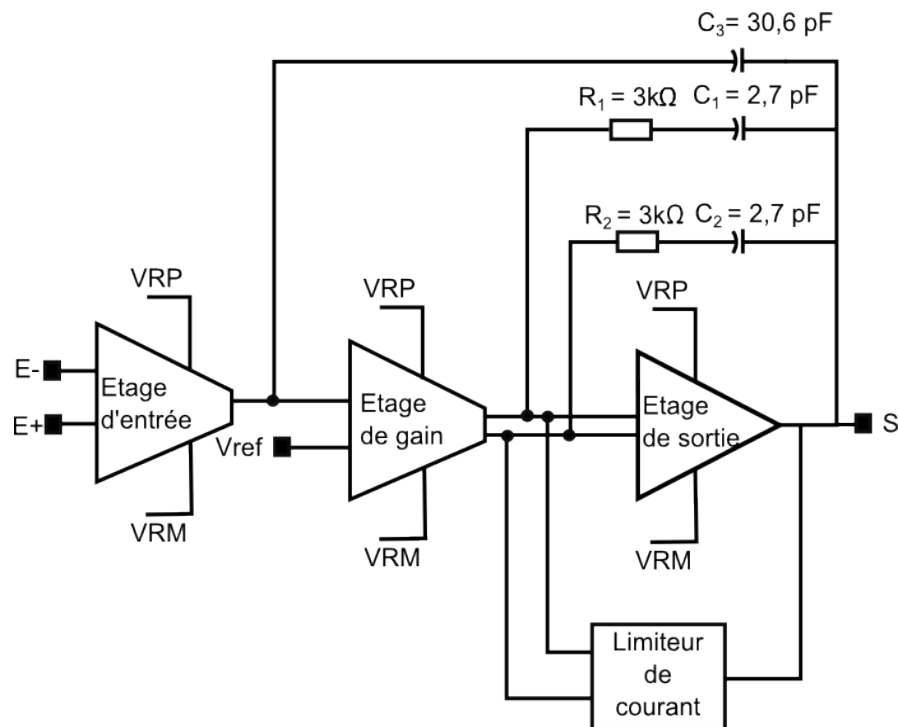 C₃= 30,6 pF
R₁ = 3kΩ C₁ = 2,7 pF
R₂ = 3kΩ C₂ = 2,7 pF
VRP
VRP
VRP
E-
E+
Etage
d'entrée
Vref
Etage
de gain
Etage
de sortie
S
VRM
VRM
VRM
Limiteur
de
courant